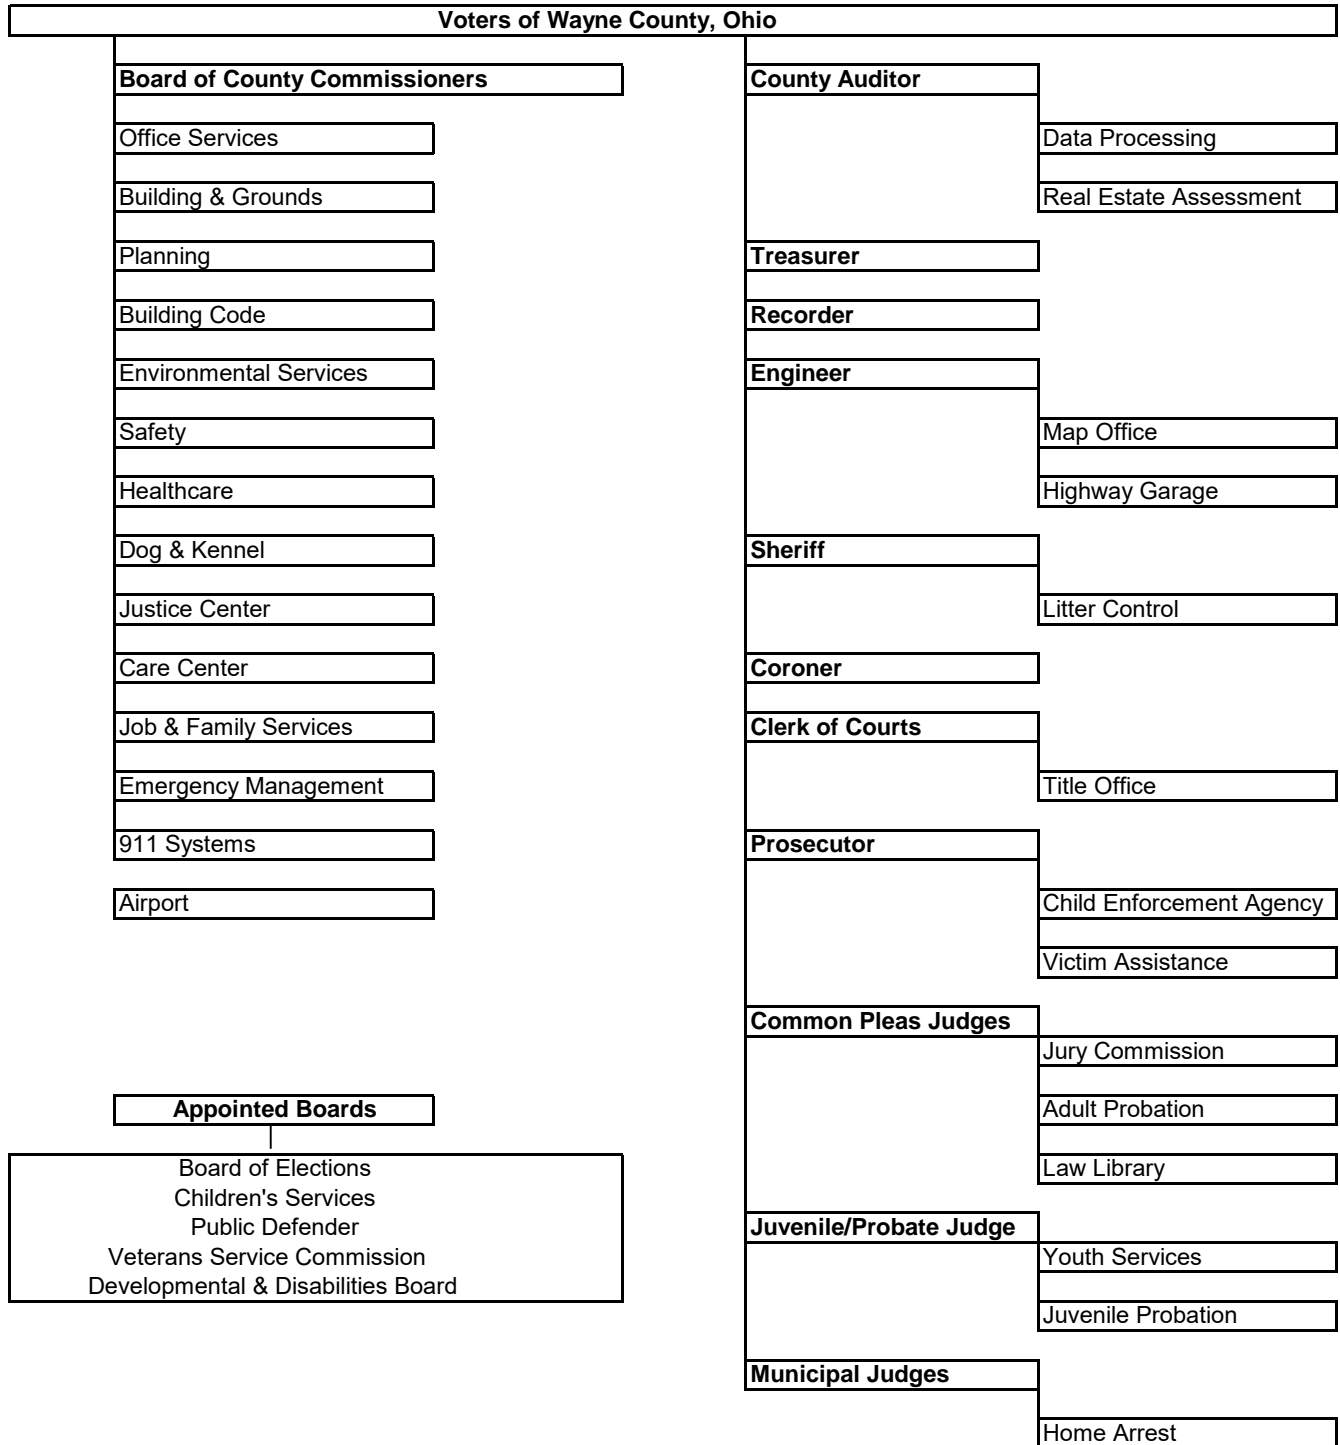 Voters of Wayne County, Ohio
Board of County Commissioners
Office Services
Building & Grounds
Planning
Building Code
Environmental Services
Safety
Healthcare
Dog & Kennel
Justice Center
Care Center
Job & Family Services
Emergency Management
911 Systems
Airport
Appointed Boards
Board of Elections
Children's Services
Public Defender
Veterans Service Commission
Developmental & Disabilities Board
County Auditor
Data Processing
Real Estate Assessment
Treasurer
Recorder
Engineer
Map Office
Highway Garage
Sheriff
Litter Control
Coroner
Clerk of Courts
Title Office
Prosecutor
Child Enforcement Agency
Victim Assistance
Common Pleas Judges
Jury Commission
Adult Probation
Law Library
Juvenile/Probate Judge
Youth Services
Juvenile Probation
Municipal Judges
Home Arrest